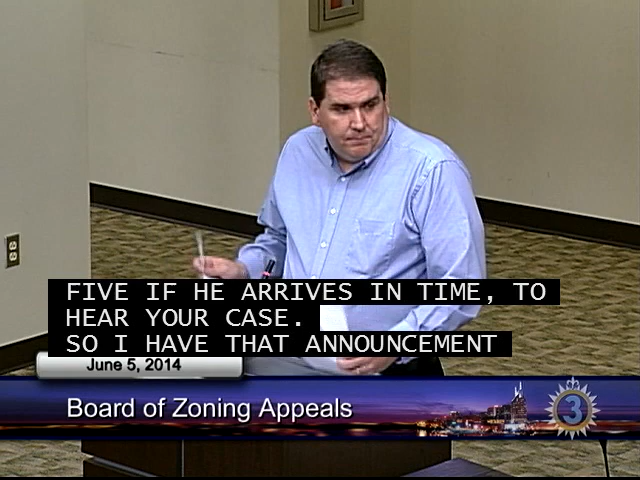 FIVE IF HE ARRIVES IN TIME, TO
HEAR YOUR CASE.
SO I HAVE THAT ANNOUNCEMENT
June 5, 2014
Board of Zoning Appeals
3